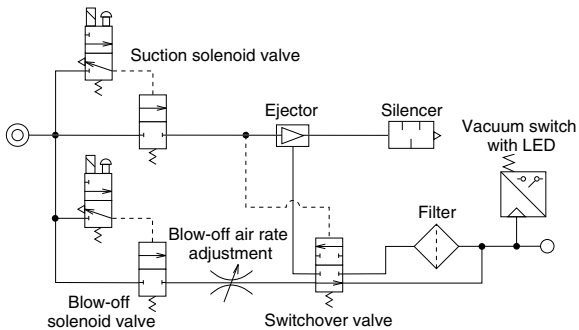 Suction solenoid valve
Ejector
Silencer
Vacuum switch
with LED
Filter
Blow-off air rate
adjustment
Blow-off
solenoid valve
Switchover valve